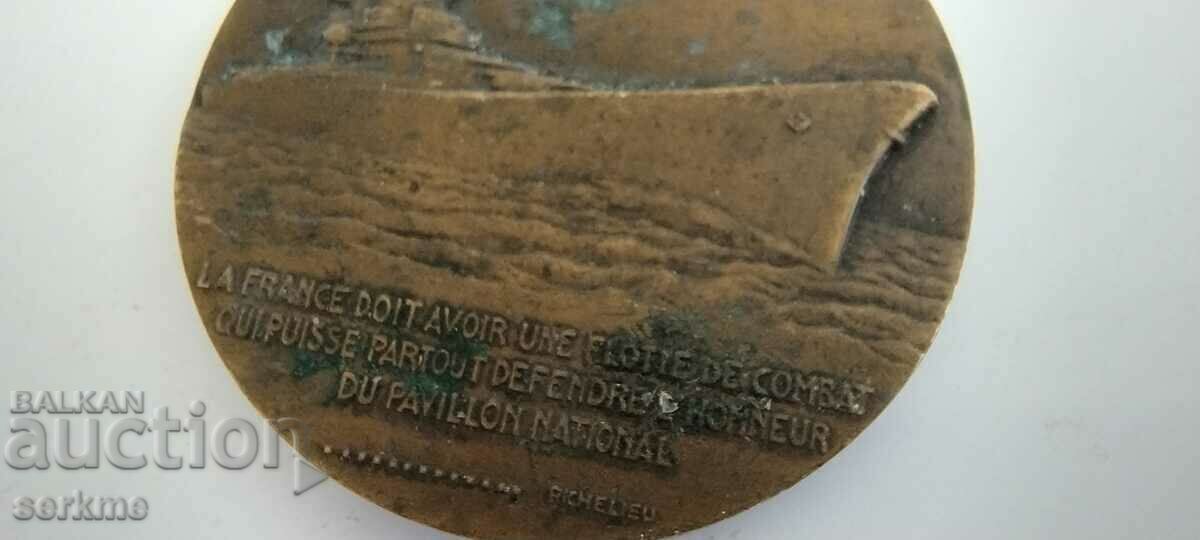 LA FRANCE DOIT AVOIR UNE FLOTTE DE COMBAT
QUI PUISSE PARTOUT DEFENDRE L'HONNEUR
DU PAVILLON NATIONAL
RICHELIEU
BALKAN
auction
serkme